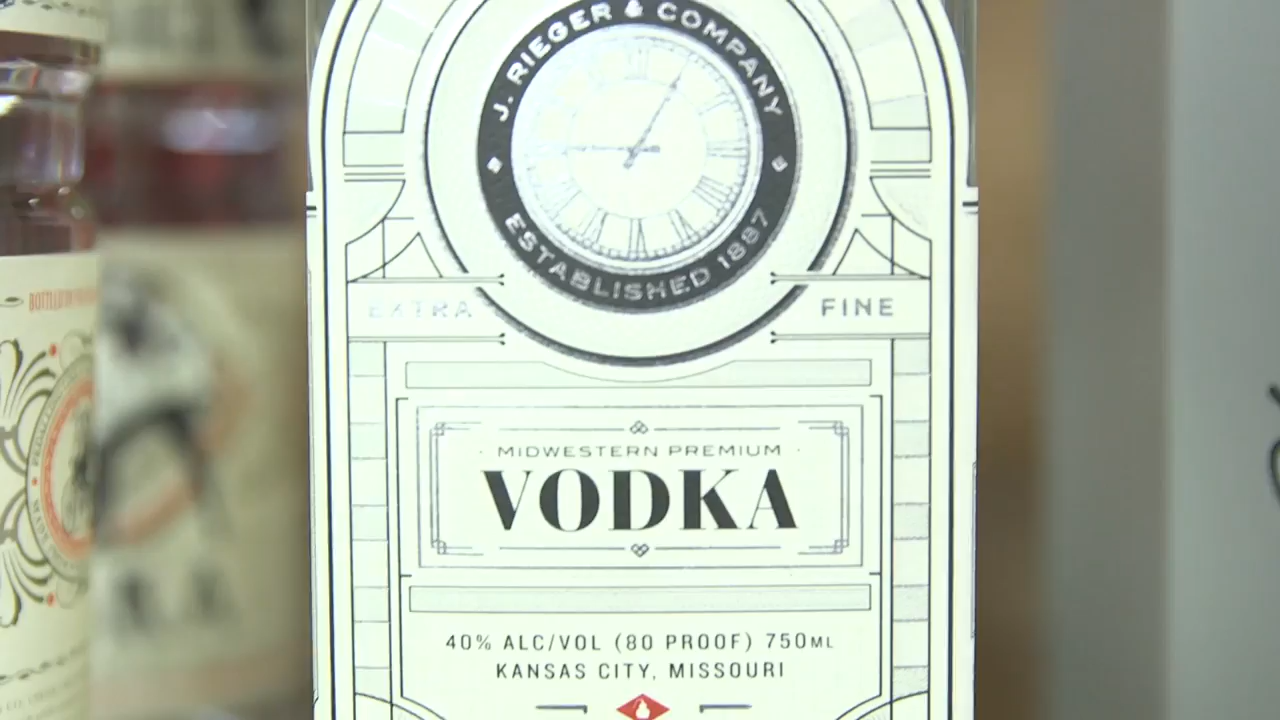 J. RIEGER & COMPANY
ESTABLISHED 1887
EXTRA FINE
MIDWESTERN PREMIUM
VODKA
40% ALC/VOL (80 PROOF) 750ML
KANSAS CITY, MISSOURI